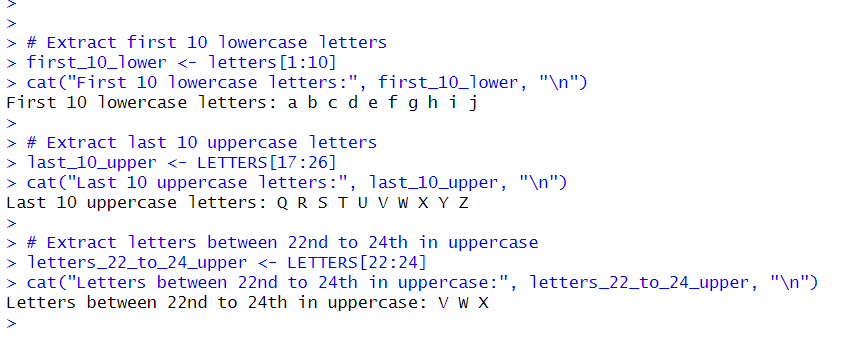 >
>
> # Extract first 10 lowercase letters
> first_10_lower <- letters[1:10]
> cat("First 10 lowercase letters:", first_10_lower, "\n")
First 10 lowercase letters: a b c d e f g h i j
>
> # Extract last 10 uppercase letters
> last_10_upper <- LETTERS[17:26]
> cat("Last 10 uppercase letters:", last_10_upper, "\n")
Last 10 uppercase letters: Q R S T U V W X Y Z
>
> # Extract letters between 22nd to 24th in uppercase
> letters_22_to_24_upper <- LETTERS[22:24]
> cat("Letters between 22nd to 24th in uppercase:", letters_22_to_24_upper, "\n")
Letters between 22nd to 24th in uppercase: V W X
>